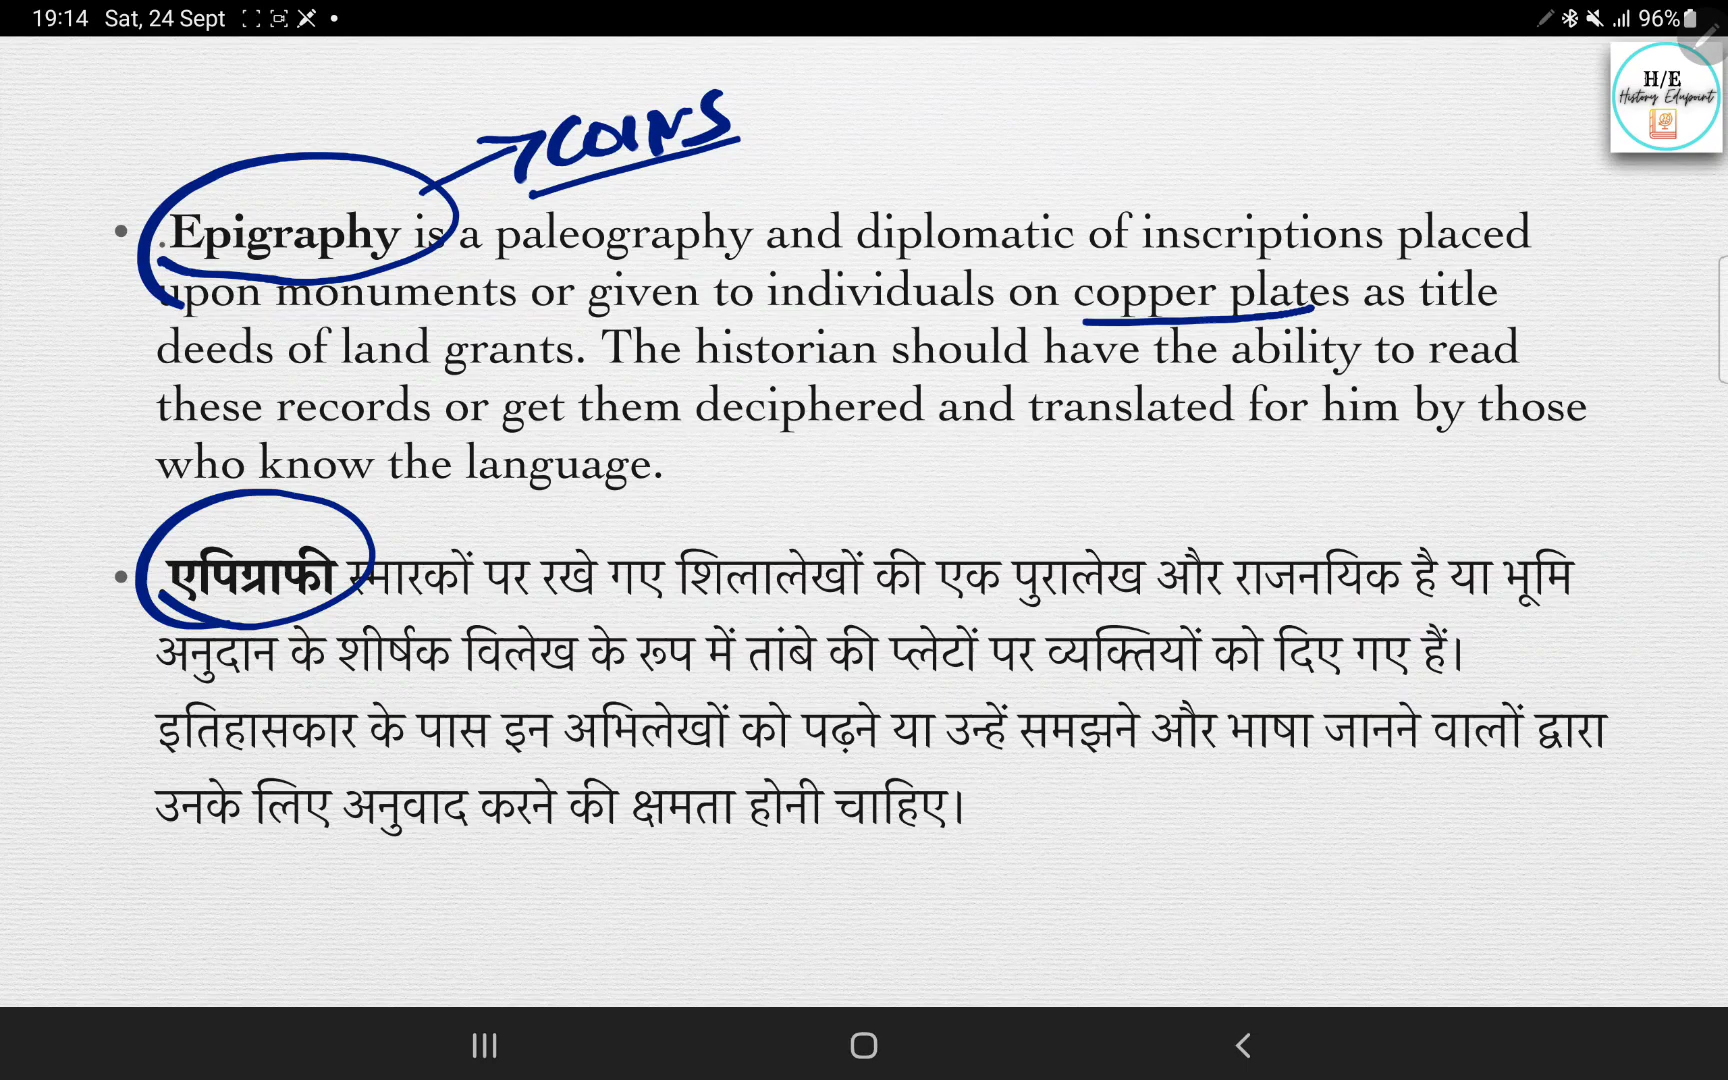 19:14 Sat, 24 Sept
96%
H/E
History Edupoint
COINS
.Epigraphy is a paleography and diplomatic of inscriptions placed
upon monuments or given to individuals on copper plates as title
deeds of land grants. The historian should have the ability to read
these records or get them deciphered and translated for him by those
who know the language.
.एपिग्राफी स्मारकों पर रखे गए शिलालेखों की एक पुरालेख और राजनयिक है या भूमि
अनुदान के शीर्षक विलेख के रूप में तांबे की प्लेटों पर व्यक्तियों को दिए गए हैं।
इतिहासकार के पास इन अभिलेखों को पढ़ने या उन्हें समझने और भाषा जानने वालों द्वारा
उनके लिए अनुवाद करने की क्षमता होनी चाहिए।